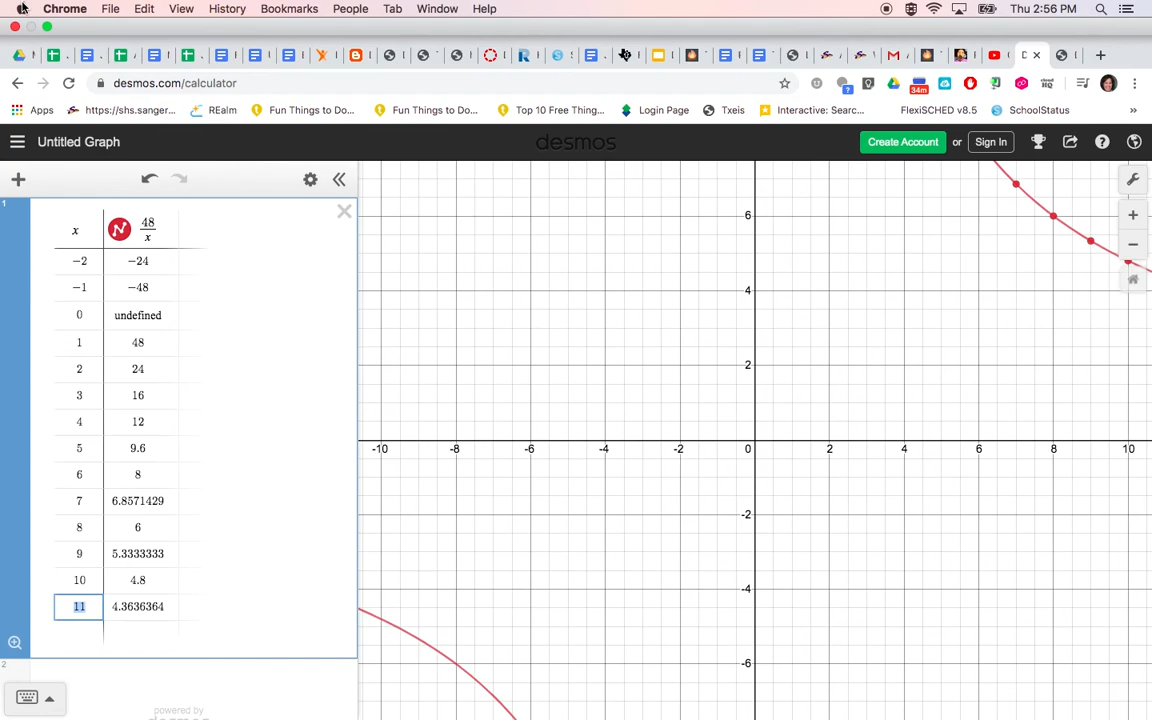 Chrome File Edit View History Bookmarks People Tab Window Help Thu 2:56 PM
desmos.com/calculator 34m
Apps https://shs.sanger... REalm Fun Things to Do... Fun Things to Do... Top 10 Free Thing... Login Page Txeis Interactive: Searc... FlexiSCHED v8.5 SchoolStatus »
Untitled Graph desmos Create Account or Sign In
1
x 48/x
−2 −24
−1 −48
0 undefined
1 48
2 24
3 16
4 12
5 9.6
6 8
7 6.8571429
8 6
9 5.3333333
10 4.8
11 4.3636364
2
powered by
6
4
2
-10 -8 -6 -4 -2 0 2 4 6 8 10
-2
-4
-6